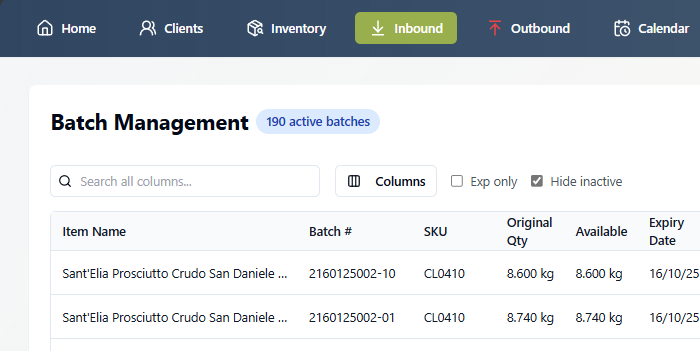 Home Clients Inventory Inbound Outbound Calendar
Batch Management 190 active batches
Search all columns... Columns Exp only Hide inactive
Item Name Batch # SKU Original Qty Available Expiry Date
Sant'Elia Prosciutto Crudo San Daniele ... 2160125002-10 CL0410 8.600 kg 8.600 kg 16/10/25
Sant'Elia Prosciutto Crudo San Daniele ... 2160125002-01 CL0410 8.740 kg 8.740 kg 16/10/25